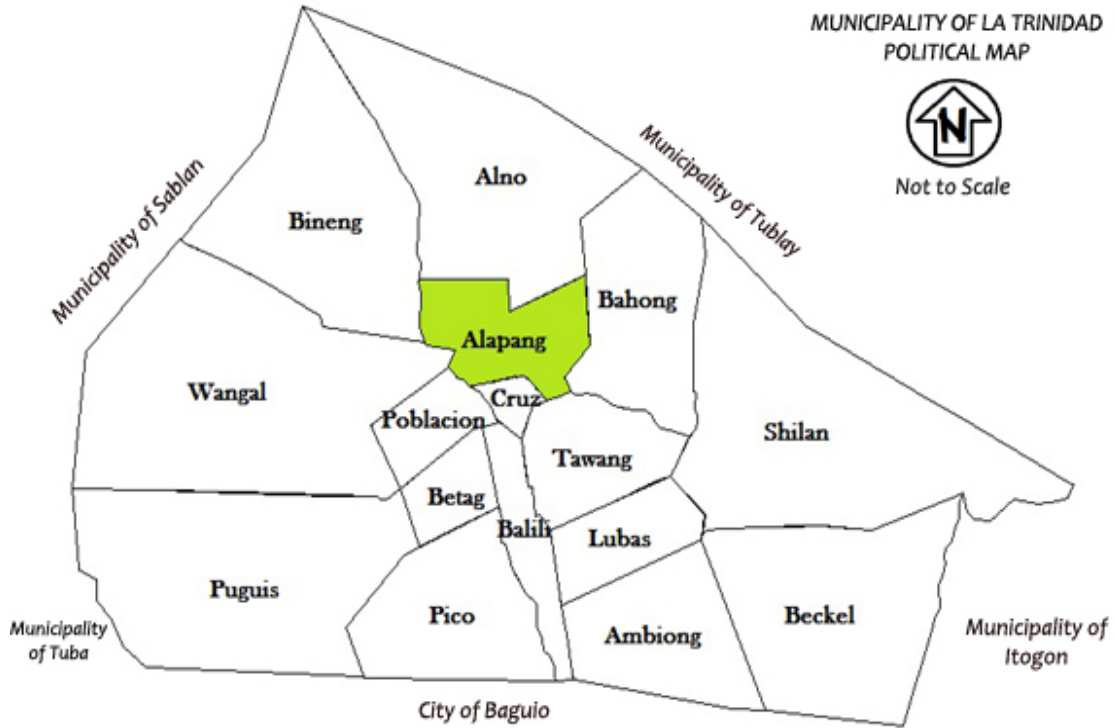 MUNICIPALITY OF LA TRINIDAD
POLITICAL MAP
N
Not to Scale
Municipality of Sablan
Municipality of Tublay
Alno
Bineng
Bahong
Alapang
Wangal
Cruz
Poblacion
Shilan
Tawang
Betag
Balili
Lubas
Puguis
Pico
Ambiong
Beckel
Municipality
of Tuba
Municipality of
Itogon
City of Baguio